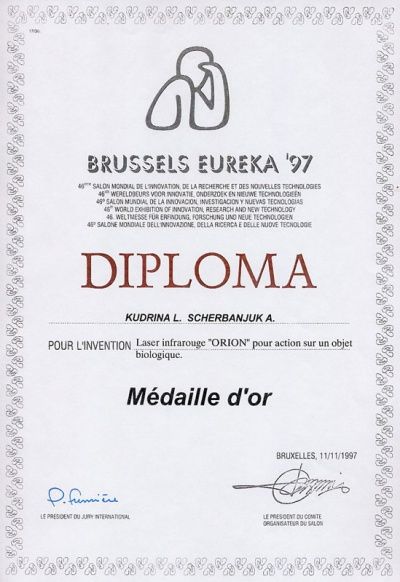 BRUSSELS EUREKA '97
46ème SALON MONDIAL DE L'INNOVATION, DE LA RECHERCHE ET DES NOUVELLES TECHNOLOGIES
46ste WERELDBEURS VOOR INNOVATIE, ONDERZOEK EN NIEUWE TECHNOLOGIEËN
46º SALON MUNDIAL DE LA INNOVACION, INVESTIGACION Y NUEVAS TECNOLOGIAS
46th WORLD EXHIBITION OF INNOVATION, RESEARCH AND NEW TECHNOLOGY
46. WELTMESSE FÜR ERFINDUNG, FORSCHUNG UND NEUE TECHNOLOGIEN
46º SALONE MONDIALE DELL'INNOVAZIONE, DELLA RICERCA E DELLE NUOVE TECNOLOGIE
DIPLOMA
KUDRINA L. SCHERBANJUK A.
POUR L'INVENTION Laser infrarouge "ORION" pour action sur un objet
biologique.
Médaille d'or
BRUXELLES, 11/11/1997
LE PRESIDENT DU JURY INTERNATIONAL
LE PRESIDENT DU COMITE
ORGANISATEUR DU SALON